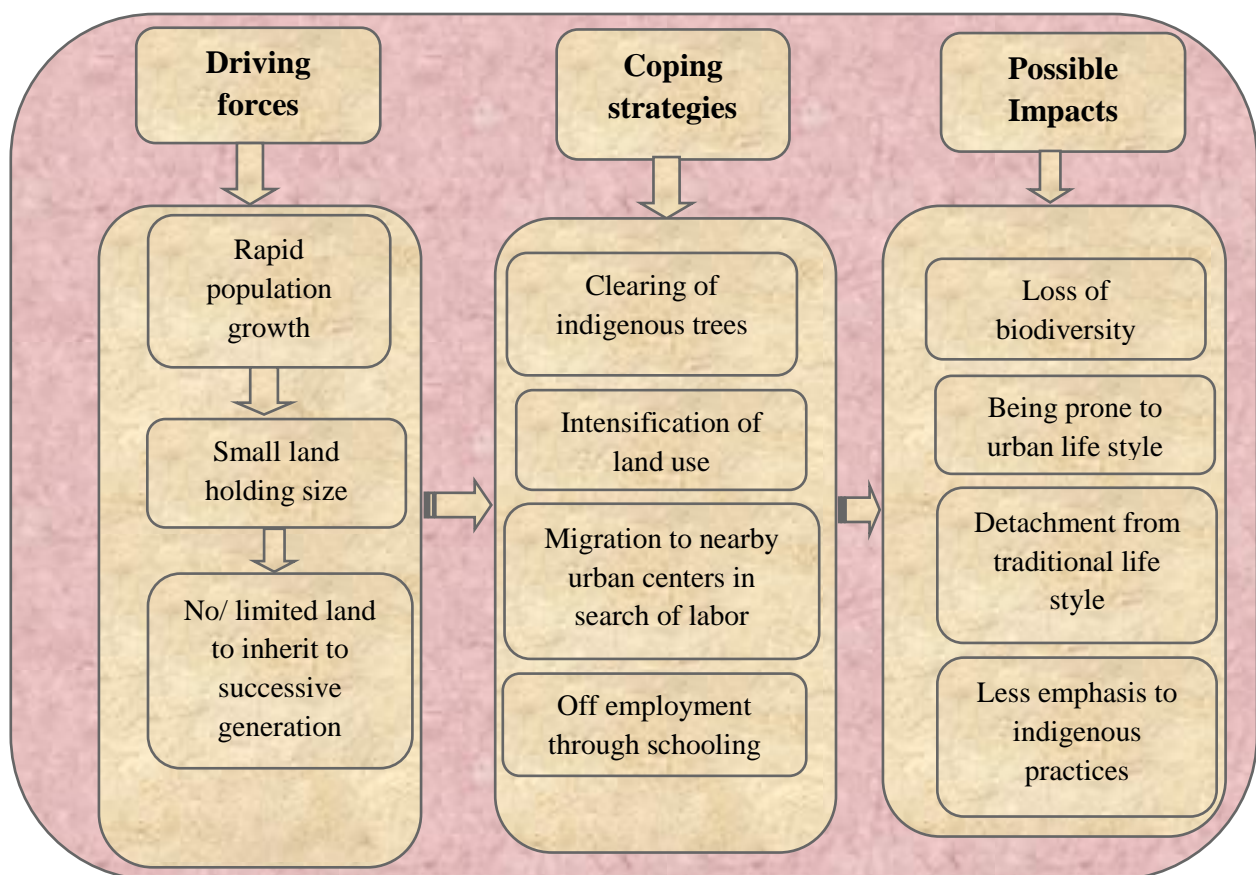 Driving
forces
Rapid
population
growth
Small land
holding size
No/ limited land
to inherit to
successive
generation
Coping
strategies
Clearing of
indigenous trees
Intensification of
land use
Migration to nearby
urban centers in
search of labor
Off employment
through schooling
Possible
Impacts
Loss of
biodiversity
Being prone to
urban life style
Detachment from
traditional life
style
Less emphasis to
indigenous
practices